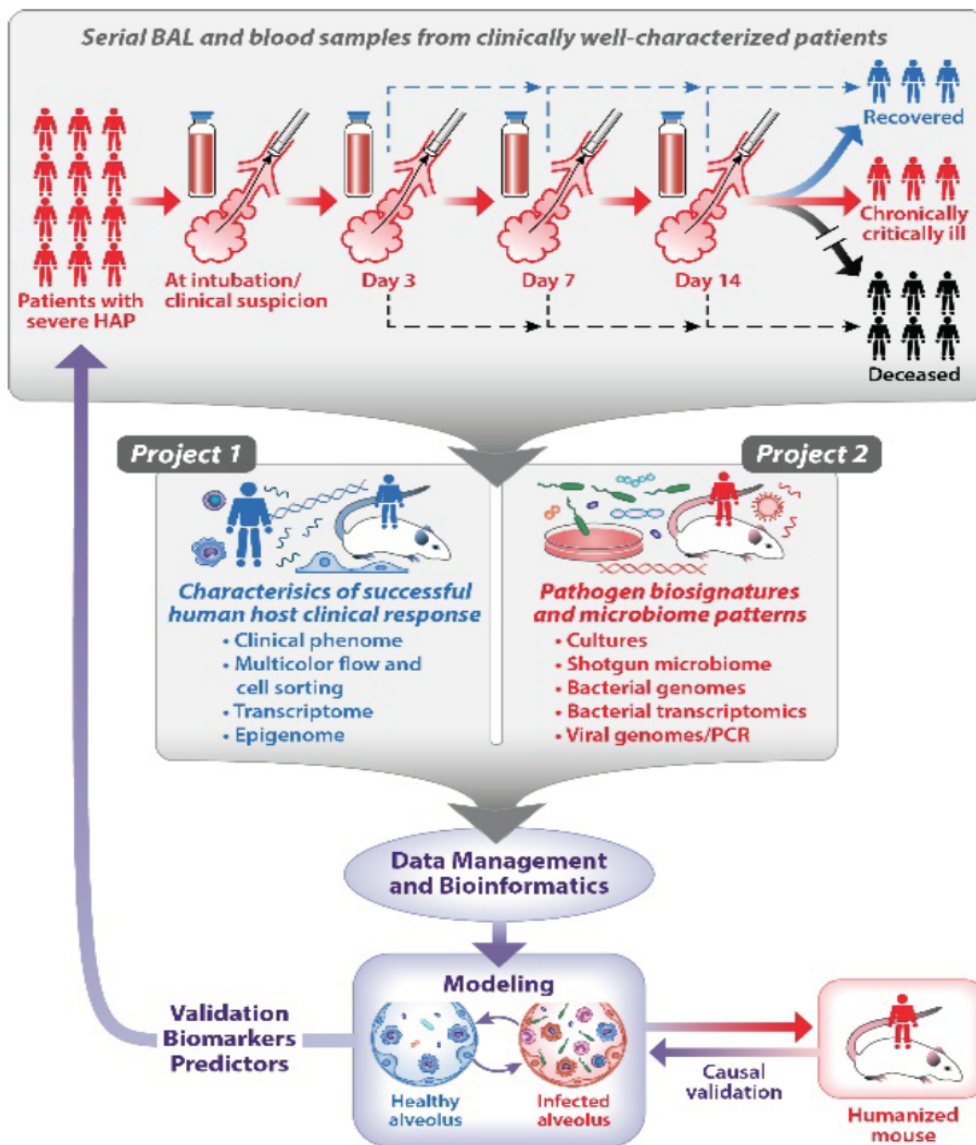 Serial BAL and blood samples from clinically well-characterized patients
Recovered
Chronically
critically ill
Deceased
Patients with
severe HAP
At intubation/
clinical suspicion
Day 3
Day 7
Day 14
Project 1
Project 2
Characterisics of successful
human host clinical response
• Clinical phenome
• Multicolor flow and
cell sorting
• Transcriptome
• Epigenome
Pathogen biosignatures
and microbiome patterns
• Cultures
• Shotgun microbiome
• Bacterial genomes
• Bacterial transcriptomics
• Viral genomes/PCR
Data Management
and Bioinformatics
Modeling
Healthy
alveolus
Infected
alveolus
Validation
Biomarkers
Predictors
Causal
validation
Humanized
mouse